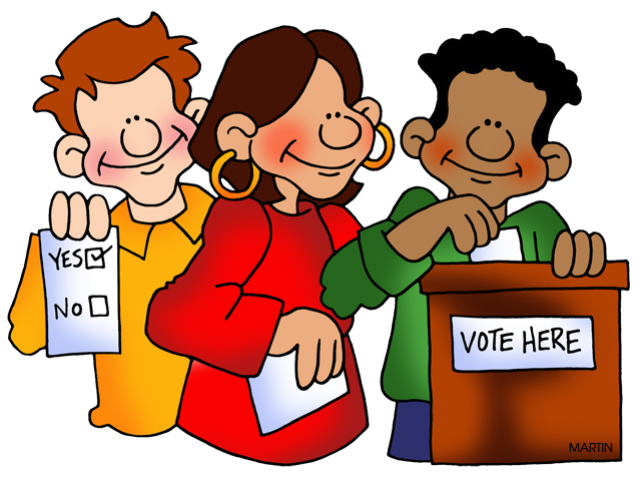 YES
NO
VOTE HERE
MARTIN